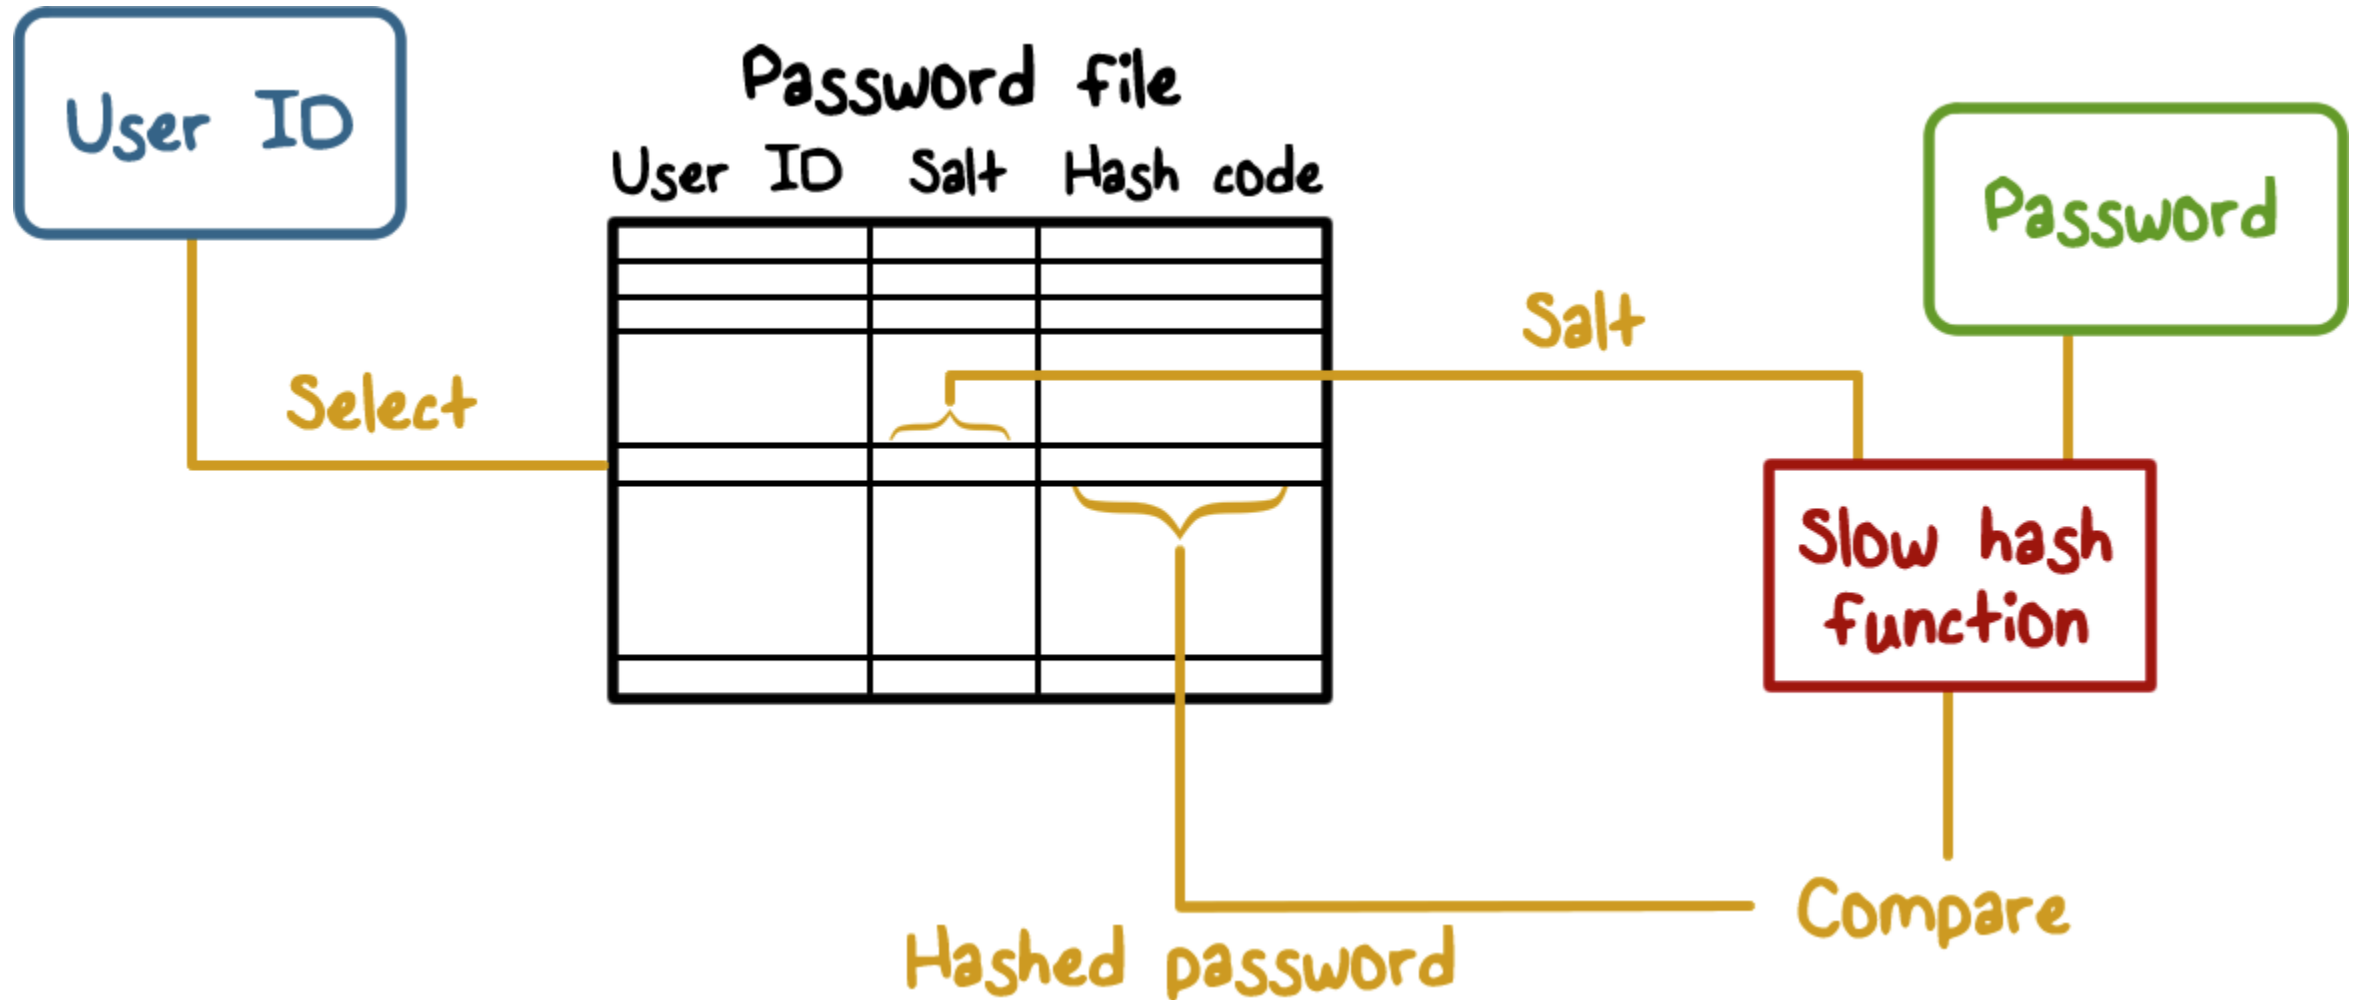 User ID
Password file
User ID Salt Hash code
Password
Salt
Select
Slow hash
function
Compare
Hashed password